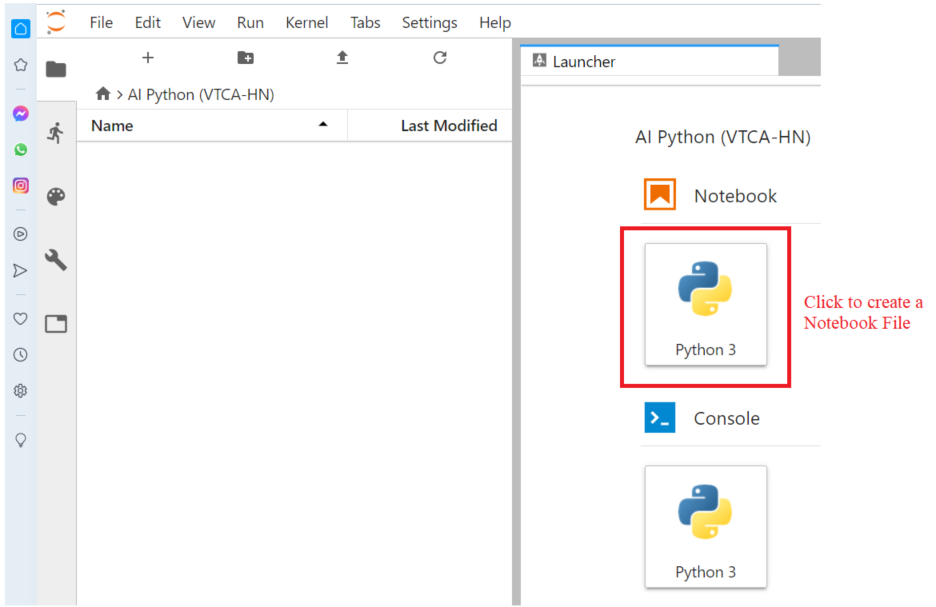 File Edit View Run Kernel Tabs Settings Help
Launcher
> AI Python (VTCA-HN)
Name Last Modified
AI Python (VTCA-HN)
Notebook
Python 3
Click to create a
Notebook File
Console
Python 3